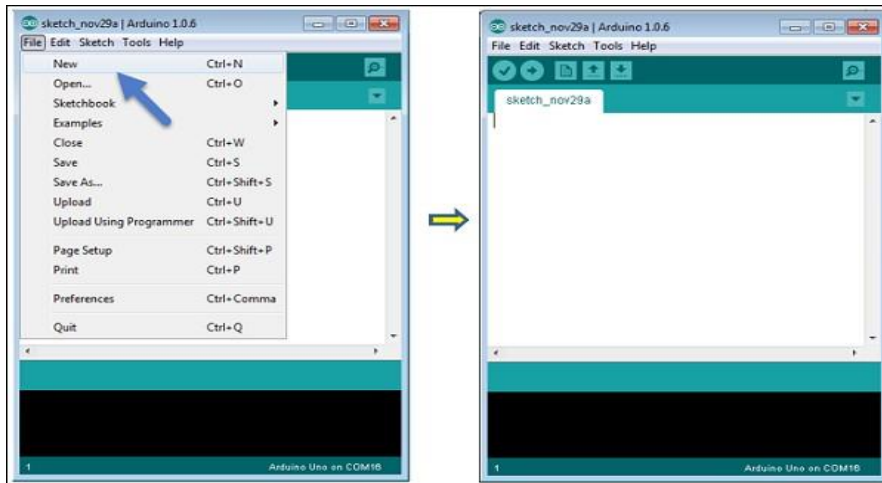 sketch_nov29a | Arduino 1.0.6
File Edit Sketch Tools Help
New Ctrl+N
Open... Ctrl+O
Sketchbook
Examples
Close Ctrl+W
Save Ctrl+S
Save As... Ctrl+Shift+S
Upload Ctrl+U
Upload Using Programmer Ctrl+Shift+U
Page Setup Ctrl+Shift+P
Print Ctrl+P
Preferences Ctrl+Comma
Quit Ctrl+Q
1 Arduino Uno on COM16
sketch_nov29a | Arduino 1.0.6
File Edit Sketch Tools Help
sketch_nov29a
1 Arduino Uno on COM16